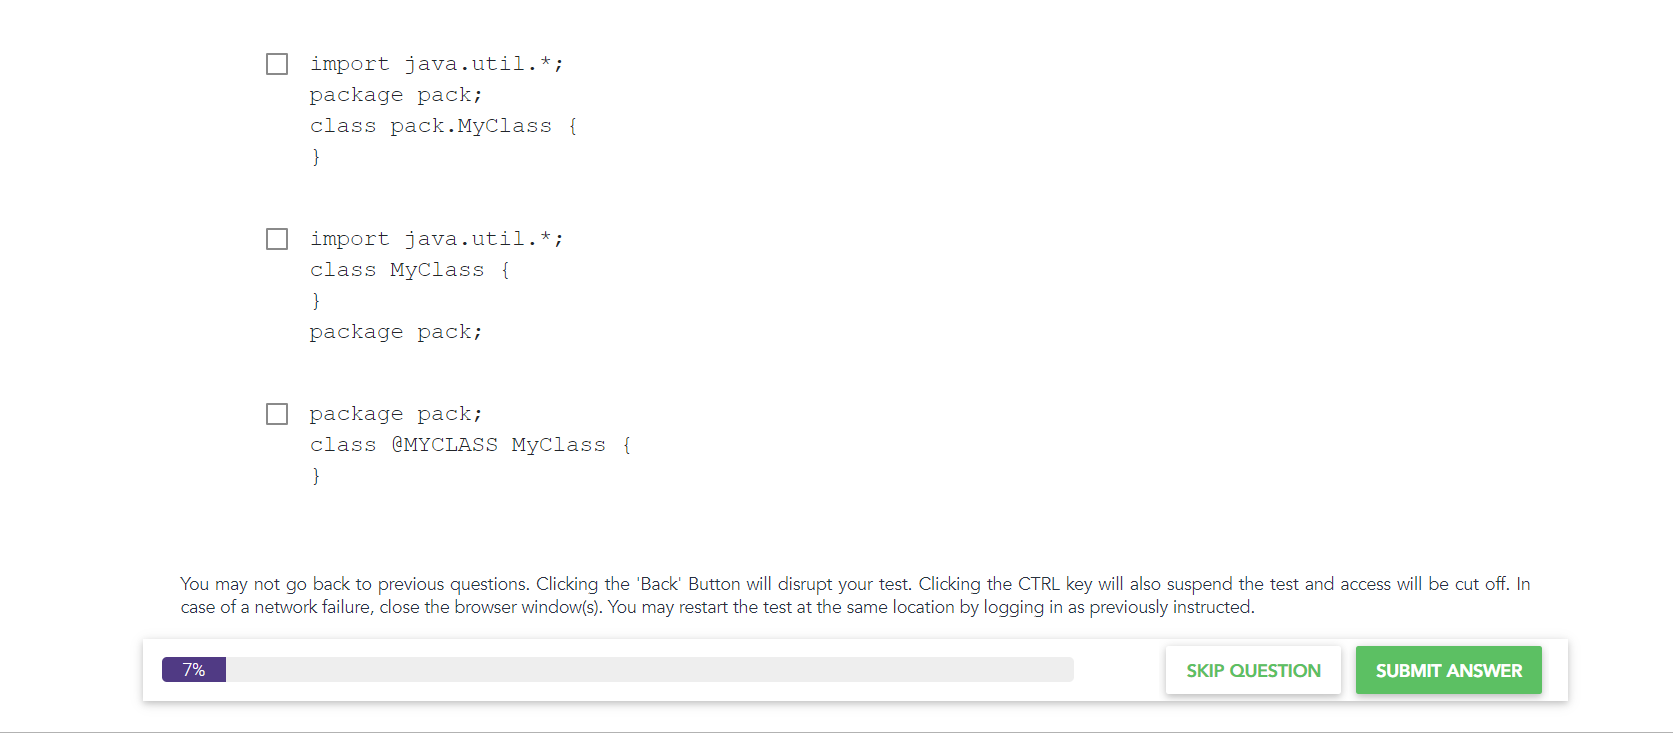 import java.util.*;
package pack;
class pack.MyClass {
}
import java.util.*;
class MyClass {
}
package pack;
package pack;
class @MYCLASS MyClass {
}
You may not go back to previous questions. Clicking the 'Back' Button will disrupt your test. Clicking the CTRL key will also suspend the test and access will be cut off. In
case of a network failure, close the browser window(s). You may restart the test at the same location by logging in as previously instructed.
7%
SKIP QUESTION
SUBMIT ANSWER